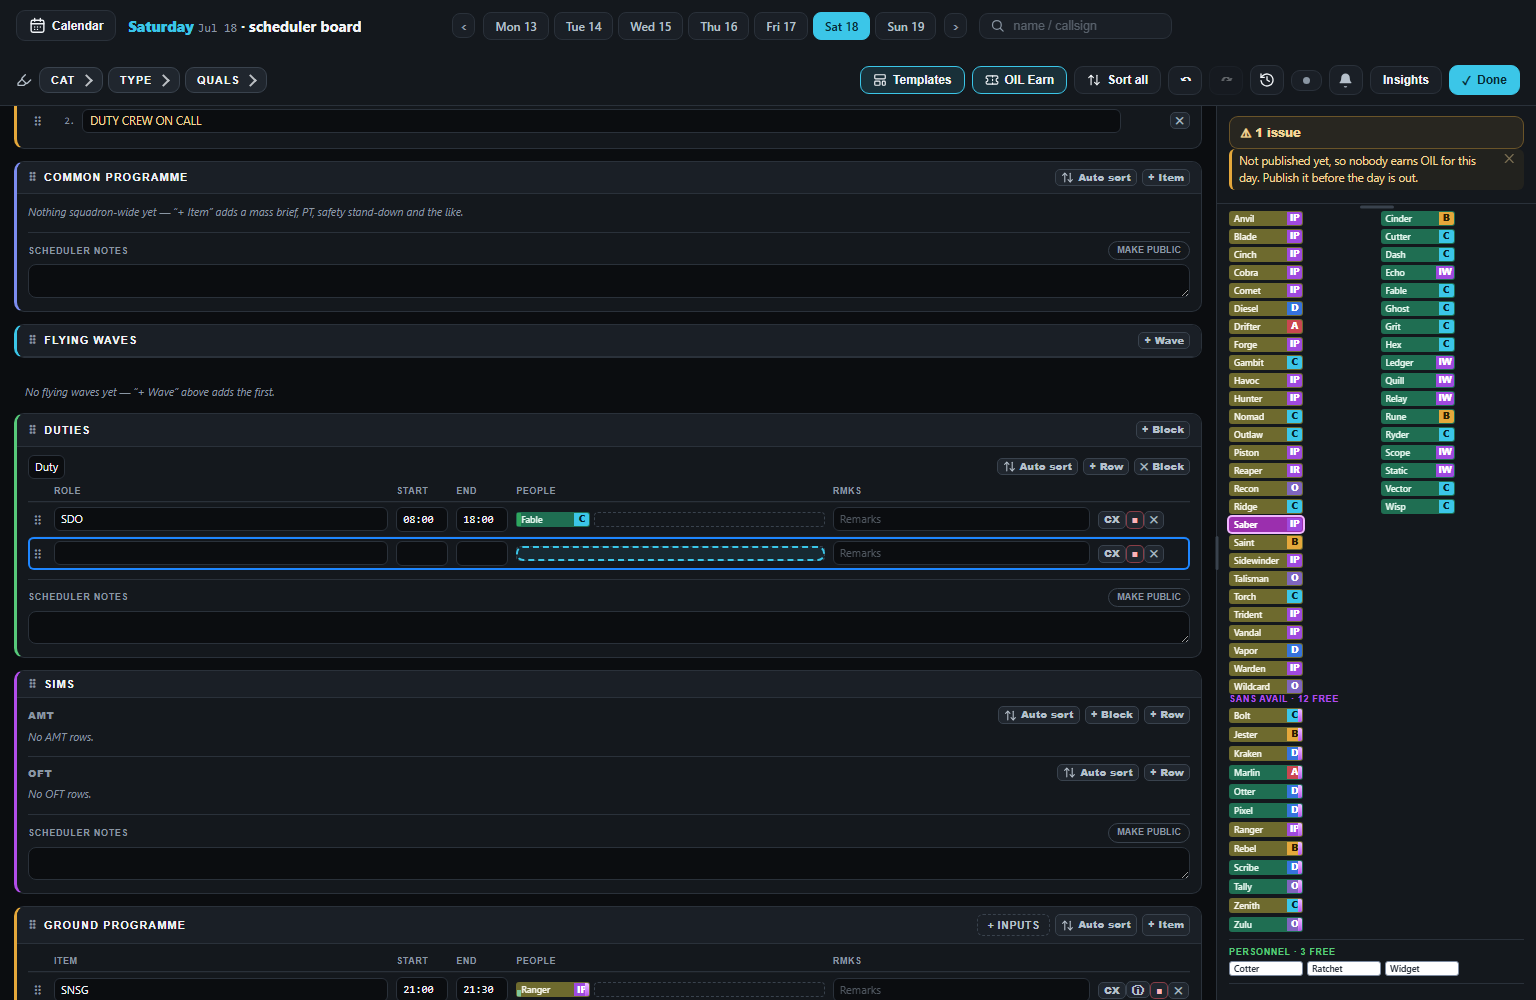 Calendar
Saturday Jul 18 · scheduler board
‹ Mon 13 Tue 14 Wed 15 Thu 16 Fri 17 Sat 18 Sun 19 ›
name / callsign
CAT TYPE QUALS
Templates OIL Earn Sort all Insights ✓ Done
2. DUTY CREW ON CALL ✕
COMMON PROGRAMME Auto sort + Item
Nothing squadron-wide yet — "+ Item" adds a mass brief, PT, safety stand-down and the like.
SCHEDULER NOTES MAKE PUBLIC
FLYING WAVES + Wave
No flying waves yet — "+ Wave" above adds the first.
DUTIES + Block
Duty Auto sort + Row ✕ Block
ROLE START END PEOPLE RMKS
SDO 08:00 18:00 Fable C Remarks CX ✕
Remarks CX ✕
SCHEDULER NOTES MAKE PUBLIC
SIMS
AMT Auto sort + Block + Row
No AMT rows.
OFT Auto sort + Row
No OFT rows.
SCHEDULER NOTES MAKE PUBLIC
GROUND PROGRAMME + INPUTS Auto sort + Item
ITEM START END PEOPLE RMKS
SNSG 21:00 21:30 Ranger IP Remarks CX ✕
⚠ 1 issue
Not published yet, so nobody earns OIL for this
day. Publish it before the day is out.
Anvil IP Cinder B
Blade IP Cutter C
Cinch IP Dash C
Cobra IP Echo IW
Comet IP Fable C
Diesel D Ghost C
Drifter A Grit C
Forge IP Hex C
Gambit C Ledger IW
Havoc IP Quill IW
Hunter IP Relay IW
Nomad C Rune B
Outlaw C Ryder C
Piston IP Scope IW
Reaper IR Static IW
Recon O Vector C
Ridge C Wisp C
Saber IP
Saint B
Sidewinder IP
Talisman O
Torch C
Trident IP
Vandal IP
Vapor D
Warden IP
Wildcard O
SANS AVAIL · 12 FREE
Bolt C
Jester B
Kraken D
Marlin A
Otter D
Pixel D
Ranger IP
Rebel B
Scribe D
Tally O
Zenith C
Zulu O
PERSONNEL · 3 FREE
Cotter Ratchet Widget